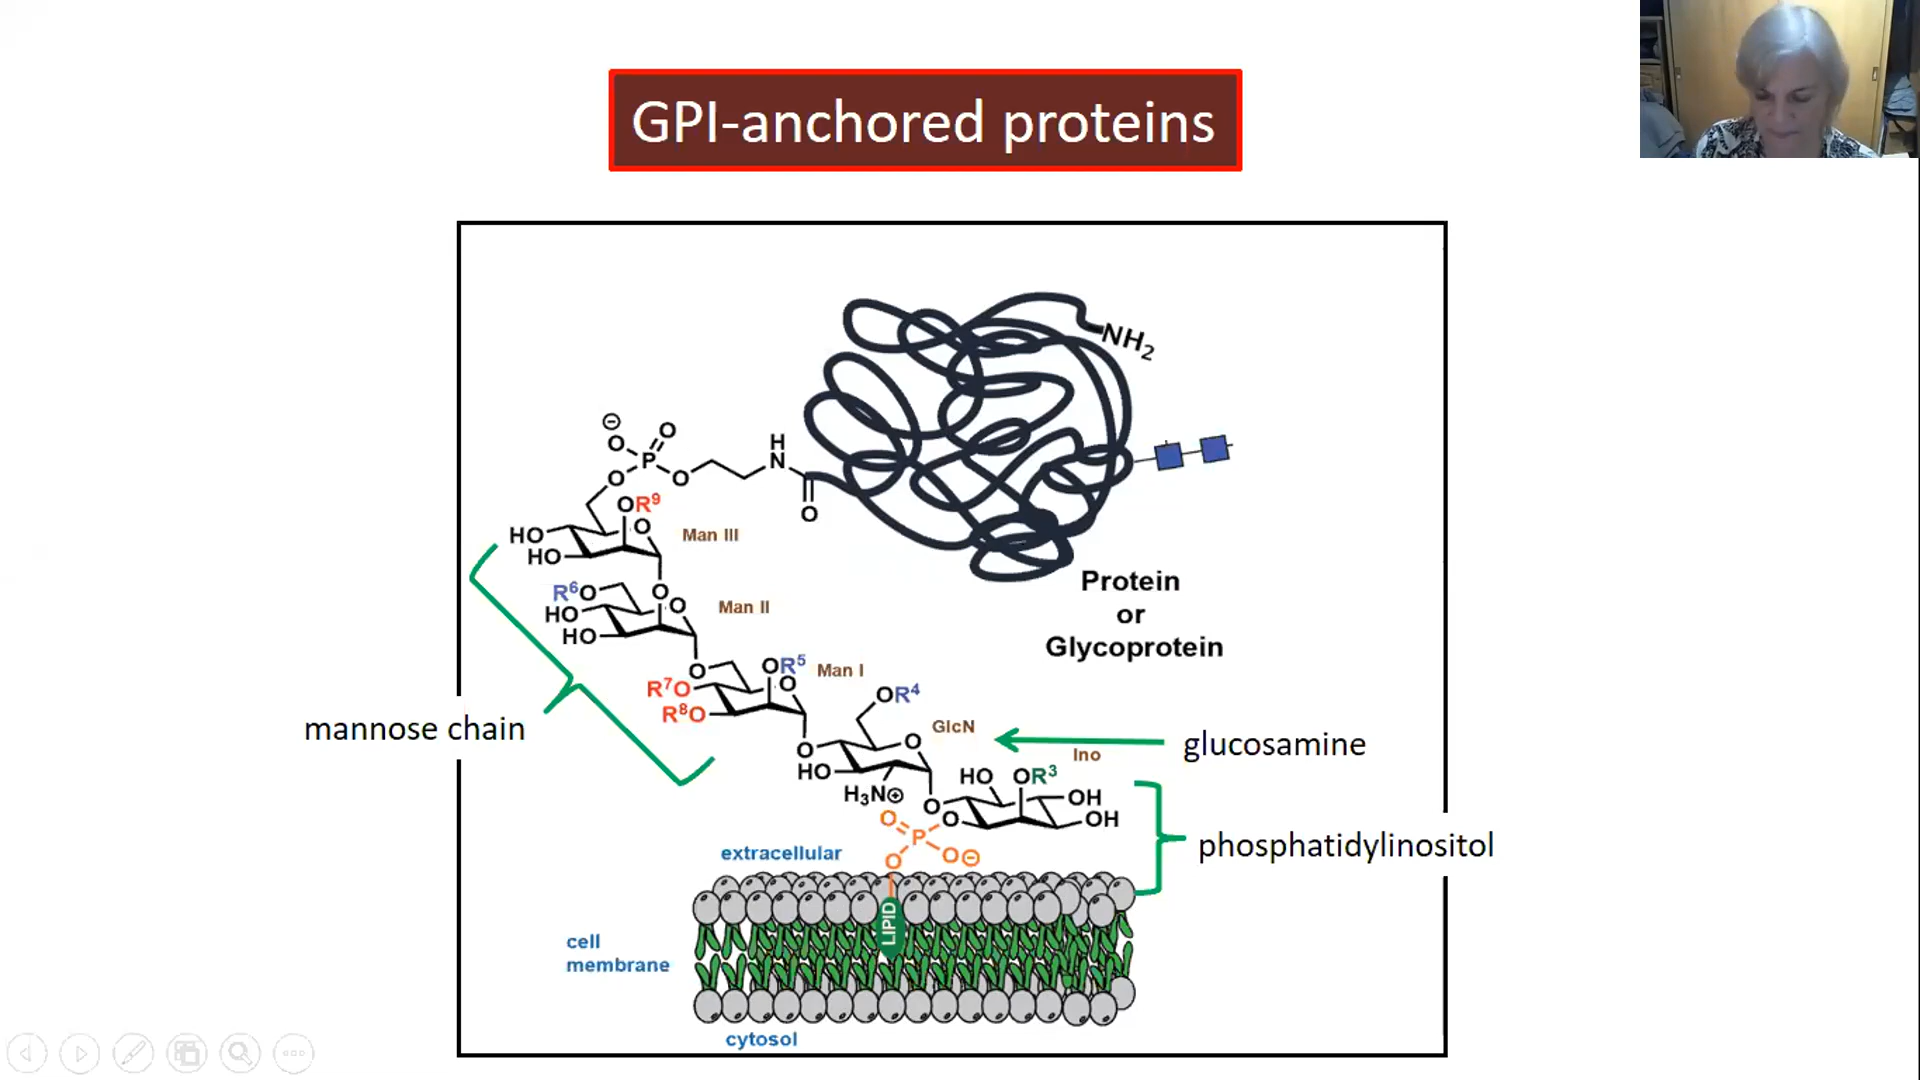 GPI-anchored proteins
NH2
O P O
⊖
O
O
O
H
N
O
OR9
O
HO
HO
Man III
R6O
O
O
HO
HO
Man II
O
OR5
O
R7O
R8O
Man I
OR4
O
GlcN
O
HO
H3N⊕
glucosamine
Ino
HO
OR3
OH
OH
O
O
O
P
O
O⊖
Protein
or
Glycoprotein
mannose chain
phosphatidylinositol
extracellular
LIPID
cell
membrane
cytosol